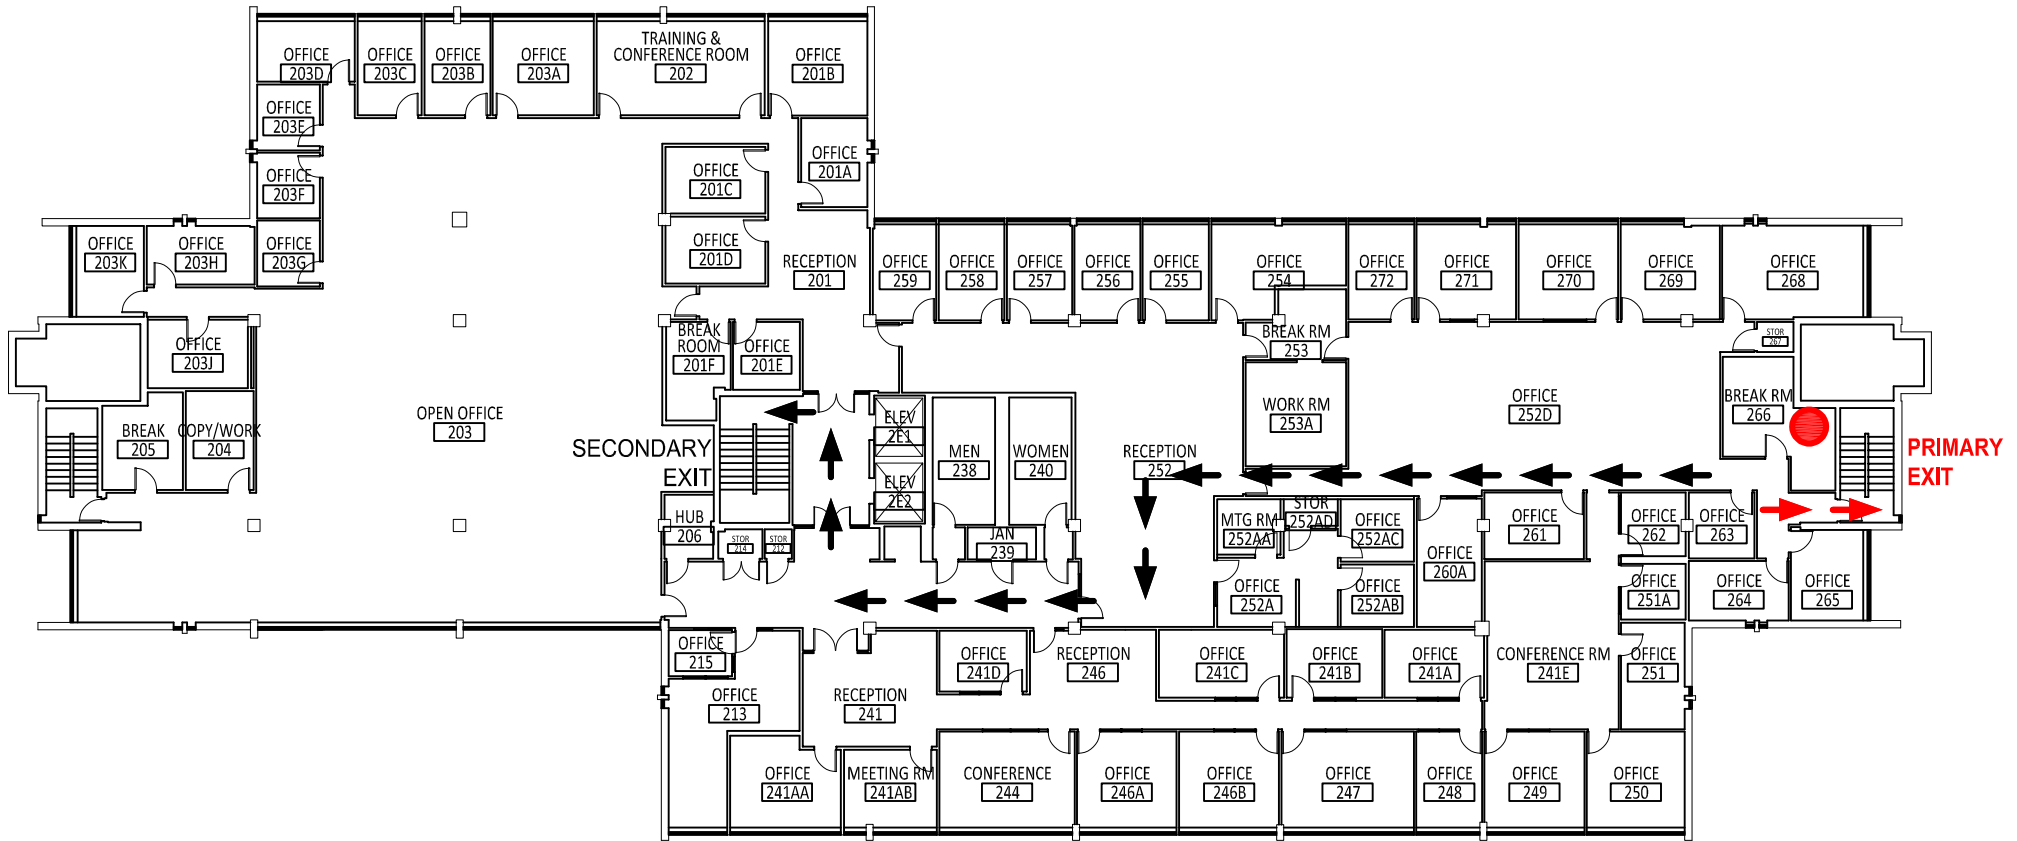 OFFICE
203D
OFFICE
203C
OFFICE
203B
OFFICE
203A
TRAINING &
CONFERENCE ROOM
202
OFFICE
201B
OFFICE
203E
OFFICE
203F
OFFICE
201C
OFFICE
201A
OFFICE
203K
OFFICE
203H
OFFICE
203G
OFFICE
201D
RECEPTION
201
OFFICE
259
OFFICE
258
OFFICE
257
OFFICE
256
OFFICE
255
OFFICE
254
OFFICE
272
OFFICE
271
OFFICE
270
OFFICE
269
OFFICE
268
OFFICE
203J
BREAK
ROOM
201F
OFFICE
201E
BREAK RM
253
STOR
267
BREAK
205
COPY/WORK
204
OPEN OFFICE
203
SECONDARY
EXIT
ELEV
2E1
ELEV
2E2
MEN
238
WOMEN
240
RECEPTION
252
WORK RM
253A
OFFICE
252D
BREAK RM
266
PRIMARY
EXIT
HUB
206
STOR
214
STOR
212
JAN
239
MTG RM
252AA
STOR
252AD
OFFICE
252AC
OFFICE
260A
OFFICE
261
OFFICE
262
OFFICE
263
OFFICE
252A
OFFICE
252AB
OFFICE
251A
OFFICE
264
OFFICE
265
OFFICE
215
OFFICE
213
RECEPTION
241
OFFICE
241D
RECEPTION
246
OFFICE
241C
OFFICE
241B
OFFICE
241A
CONFERENCE RM
241E
OFFICE
251
OFFICE
241AA
MEETING RM
241AB
CONFERENCE
244
OFFICE
246A
OFFICE
246B
OFFICE
247
OFFICE
248
OFFICE
249
OFFICE
250